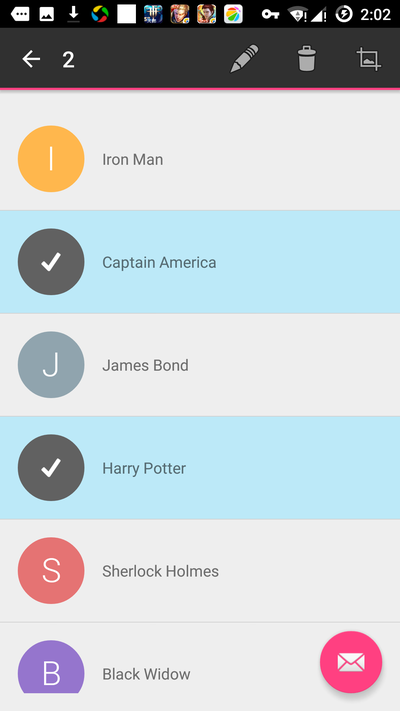 2:02
2
I
Iron Man
Captain America
J
James Bond
Harry Potter
S
Sherlock Holmes
B
Black Widow